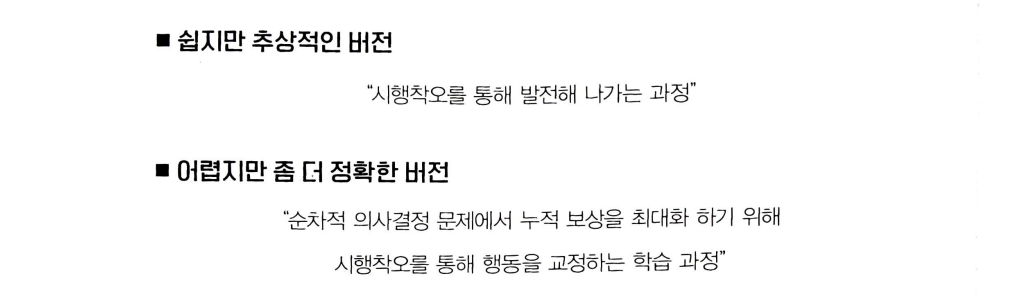 ■ 쉽지만 추상적인 버전
“시행착오를 통해 발전해 나가는 과정”
■ 어렵지만 좀 더 정확한 버전
“순차적 의사결정 문제에서 누적 보상을 최대화 하기 위해
시행착오를 통해 행동을 교정하는 학습 과정”